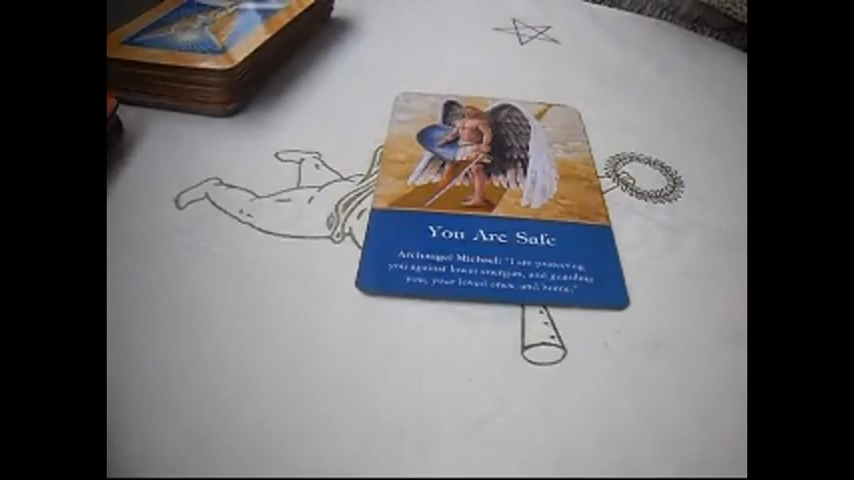 You Are Safe
Archangel Michael: "I am protecting
you against lower energies, and guarding
you, your loved ones, and home."